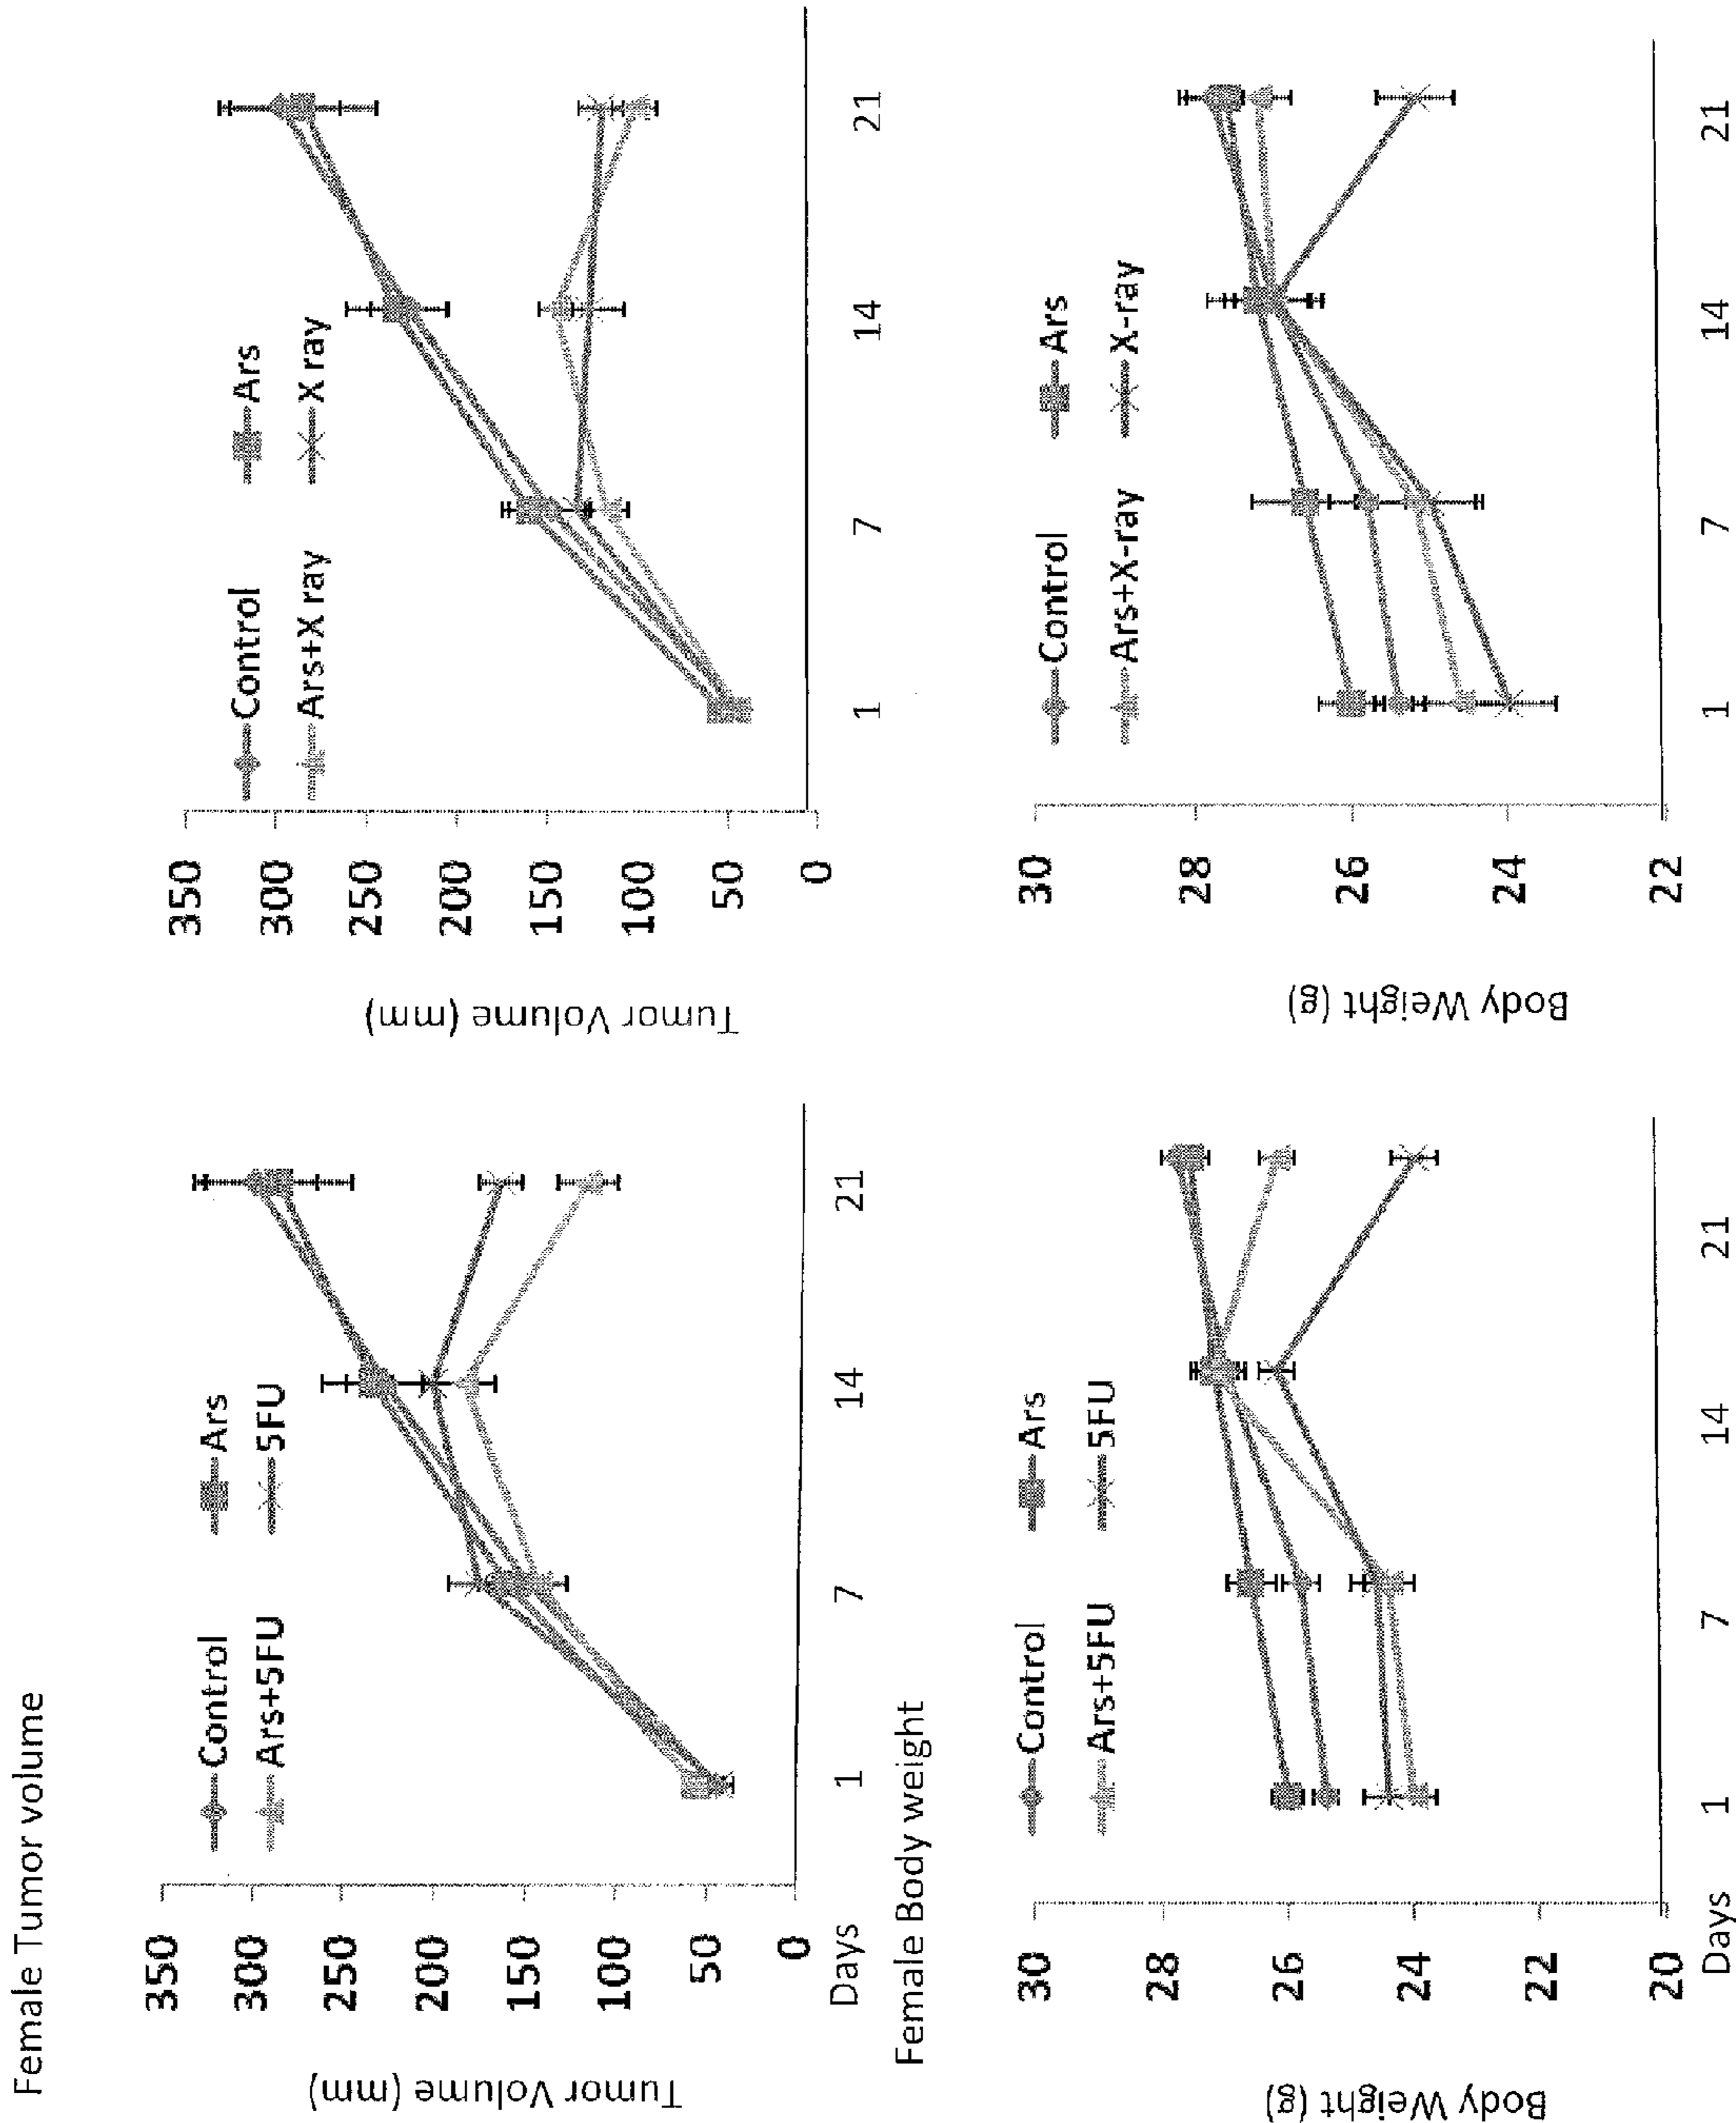 Female Tumor volume
Tumor Volume (mm)
350
300
250
200
150
100
50
0
Control
Ars
Ars+5FU
5FU
Days
1
7
14
21
Tumor Volume (mm)
350
300
250
200
150
100
50
0
Control
Ars
Ars+X ray
X ray
1
7
14
21
Female Body weight
Body Weight (g)
30
28
26
24
22
20
Control
Ars
Ars+5FU
5FU
Days
1
7
14
21
Body Weight (g)
30
28
26
24
22
Control
Ars
Ars+X-ray
X-ray
1
7
14
21